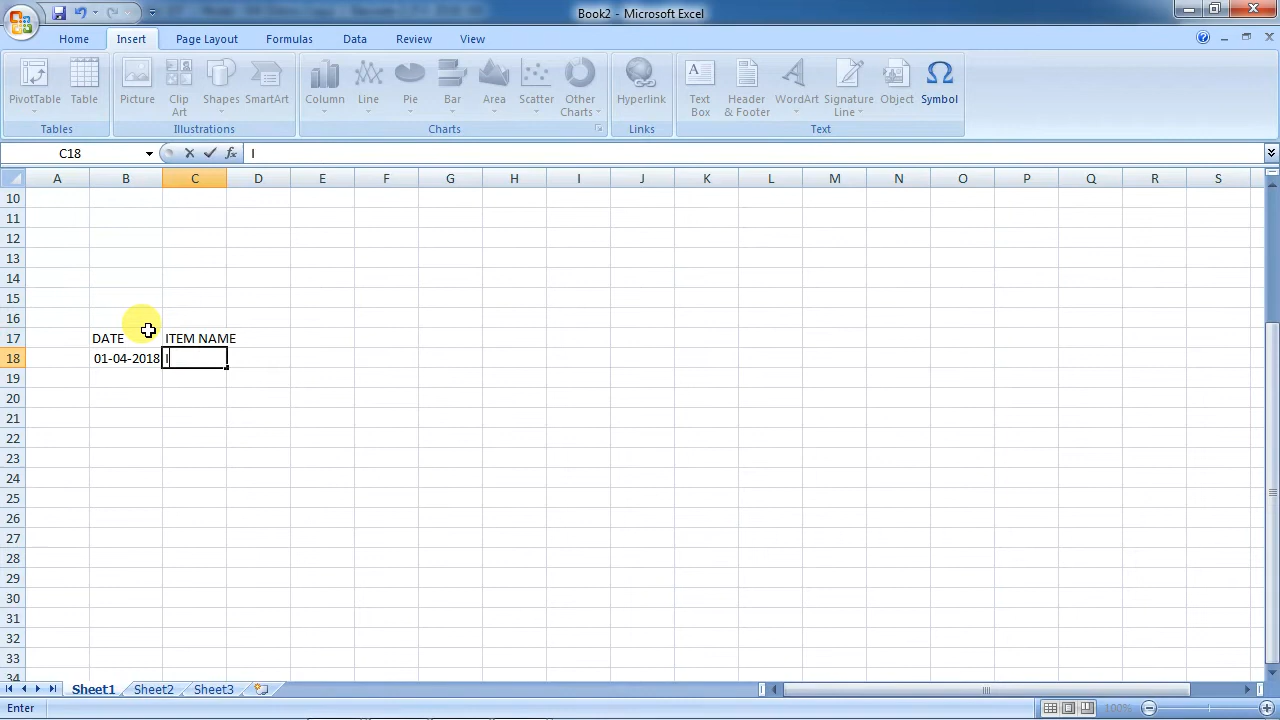 Book2 - Microsoft Excel
Home Insert Page Layout Formulas Data Review View
PivotTable Table Picture Clip Art Shapes SmartArt Column Line Pie Bar Area Scatter Other Charts Hyperlink Text Box Header & Footer WordArt Signature Line Object Symbol
Tables Illustrations Charts Links Text
C18 fx I
A B C D E F G H I J K L M N O P Q R S
10
11
12
13
14
15
16
17 DATE ITEM NAME
18 01-04-2018 I
19
20
21
22
23
24
25
26
27
28
29
30
31
32
33
34
Sheet1 Sheet2 Sheet3
Enter 100%